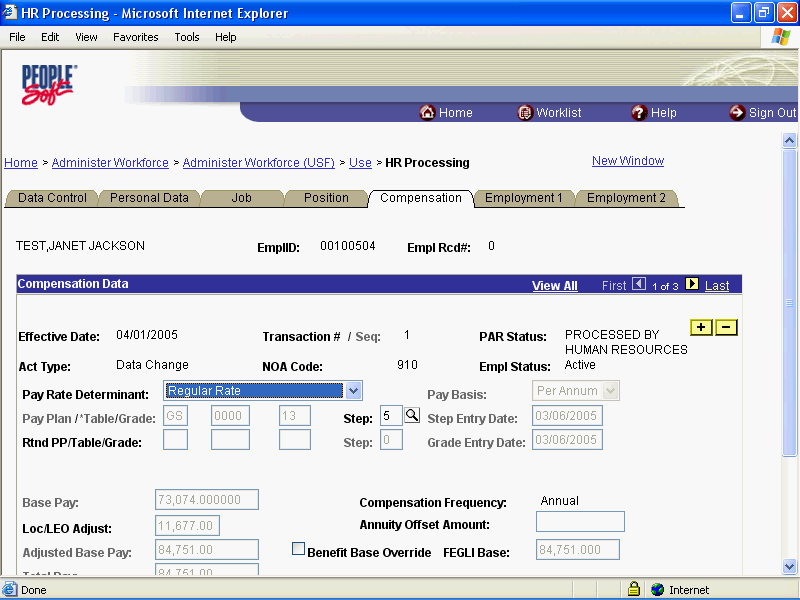 HR Processing - Microsoft Internet Explorer
File Edit View Favorites Tools Help
PEOPLE
Soft
Home Worklist Help Sign Out
Home > Administer Workforce > Administer Workforce (USF) > Use > HR Processing New Window
Data Control Personal Data Job Position Compensation Employment 1 Employment 2
TEST,JANET JACKSON EmplID: 00100504 Empl Rcd#: 0
Compensation Data View All First 1 of 3 Last
Effective Date: 04/01/2005 Transaction # / Seq: 1 PAR Status: PROCESSED BY + −
HUMAN RESOURCES
Act Type: Data Change NOA Code: 910 Empl Status: Active
Pay Rate Determinant: Regular Rate Pay Basis: Per Annum
Pay Plan /*Table/Grade: GS 0000 13 Step: 5 Step Entry Date: 03/06/2005
Rtnd PP/Table/Grade: Step: 0 Grade Entry Date: 03/06/2005
Base Pay: 73,074.000000 Compensation Frequency: Annual
Loc/LEO Adjust: 11,677.00 Annuity Offset Amount:
Adjusted Base Pay: 84,751.00 Benefit Base Override FEGLI Base: 84,751.000
Total Pay: 84,751.00
Done Internet